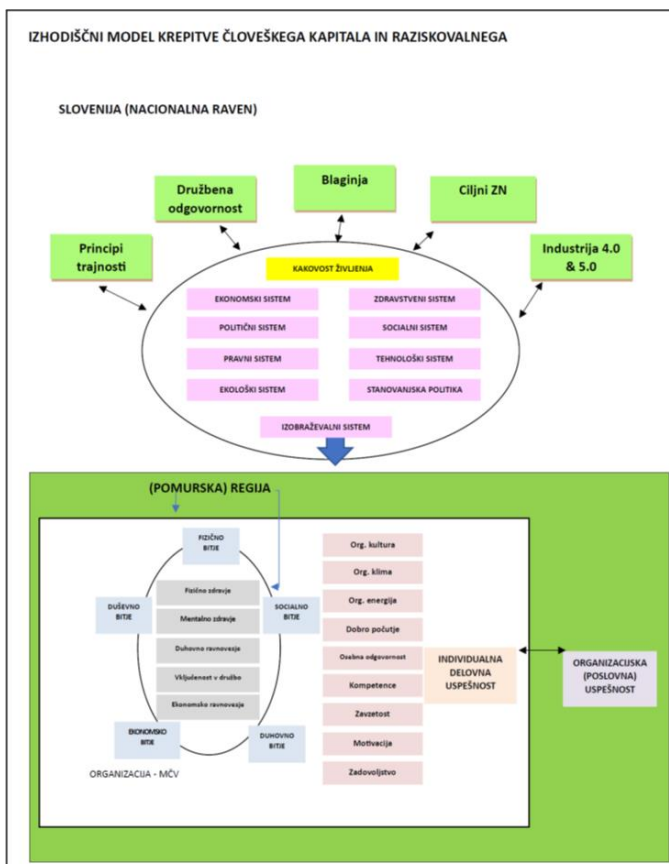 IZHODIŠČNI MODEL KREPITVE ČLOVEŠKEGA KAPITALA IN RAZISKOVALNEGA
SLOVENIJA (NACIONALNA RAVEN)
Blaginja
Družbena
odgovornost
Ciljni ZN
Principi
trajnosti
Industrija 4.0
& 5.0
KAKOVOST ŽIVLJENJA
EKONOMSKI SISTEM
ZDRAVSTVENI SISTEM
POLITIČNI SISTEM
SOCIALNI SISTEM
PRAVNI SISTEM
TEHNOLOŠKI SISTEM
EKOLOŠKI SISTEM
STANOVANJSKA POLITIKA
IZOBRAŽEVALNI SISTEM
(POMURSKA) REGIJA
FIZIČNO
BITJE
DUŠEVNO
BITJE
SOCIALNO
BITJE
Fizično zdravje
Mentalno zdravje
Duhovno ravnovesje
Vključenost v družbo
Ekonomsko ravnovesje
EKONOMSKO
BITJE
DUHOVNO
BITJE
ORGANIZACIJA - MČV
Org. kultura
Org. klima
Org. energija
Dobro počutje
Osebna odgovornost
Kompetence
Zavzetost
Motivacija
Zadovoljstvo
INDIVIDUALNA
DELOVNA
USPEŠNOST
ORGANIZACIJSKA
(POSLOVNA)
USPEŠNOST